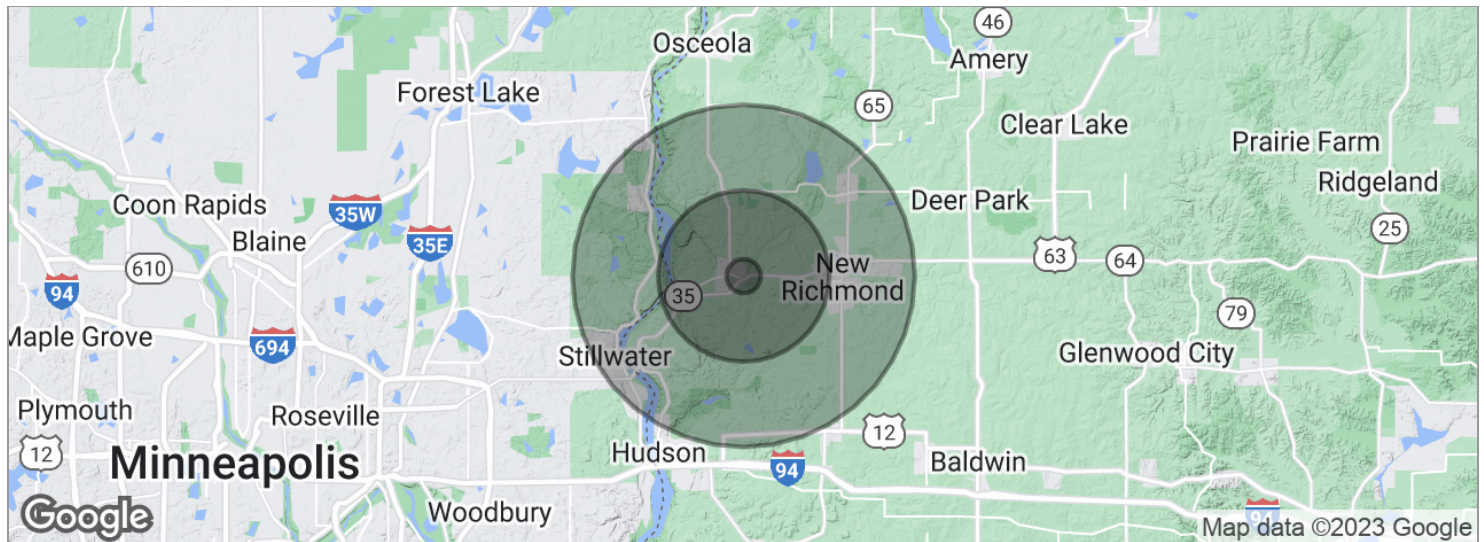 46
Osceola
Amery
Forest Lake
65
Clear Lake
Prairie Farm
Ridgeland
Deer Park
Coon Rapids
35W
25
Blaine
35E
63
64
610
New
Richmond
94
35
79
Maple Grove
694
Stillwater
Glenwood City
Plymouth
Roseville
12
12
Hudson
Minneapolis
94
Baldwin
Woodbury
94
Google
Map data ©2023 Google